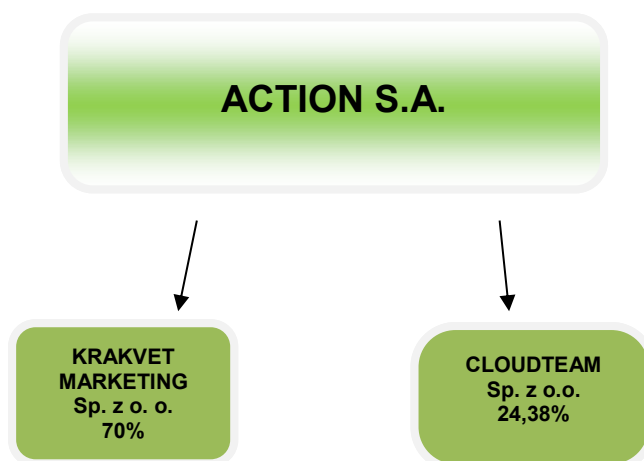 ACTION S.A.
KRAKVET
MARKETING
Sp. z o. o.
70%
CLOUDTEAM
Sp. z o.o.
24,38%